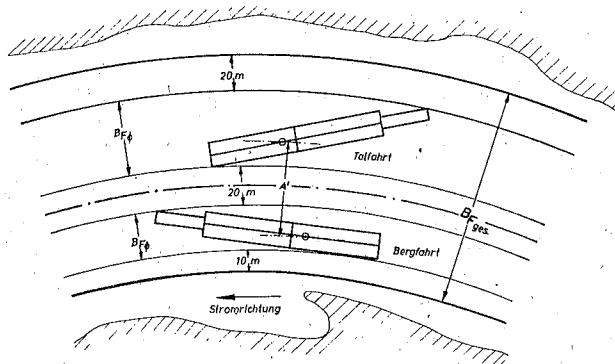 20 m
B_Fϕ
Talfahrt
20 m
A'
B_F ges.
B_Fϕ
Bergfahrt
10 m
Stromrichtung